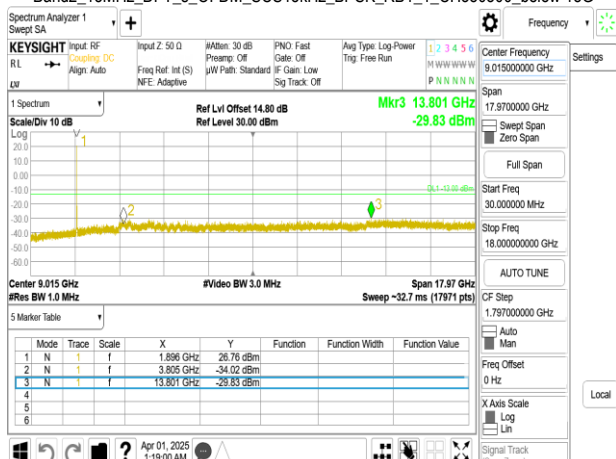 Spectrum Analyzer 1
Swept SA
+
Frequency
KEYSIGHT
RL
Input: RF
Coupling: DC
Align: Auto
Input Z: 50 Ω
Freq Ref: Int (S)
NFE: Adaptive
#Atten: 30 dB
Preamp: Off
µW Path: Standard
PNO: Fast
Gate: Off
IF Gain: Low
Sig Track: Off
Avg Type: Log-Power
Trig: Free Run
1 2 3 4 5 6
M W W W W W
P N N N N N
Center Frequency
9.015000000 GHz
Settings
1 Spectrum
Scale/Div 10 dB
Ref Lvl Offset 14.80 dB
Ref Level 30.00 dBm
Mkr3 13.801 GHz
-29.83 dBm
Span
17.9700000 GHz
Swept Span
Zero Span
Log
20.0
10.0
0.00
-10.0
-20.0
-30.0
-40.0
-50.0
-60.0
1
2
3
DL1 -13.00 dBm
Full Span
Start Freq
30.000000 MHz
Stop Freq
18.000000000 GHz
AUTO TUNE
Center 9.015 GHz
#Res BW 1.0 MHz
#Video BW 3.0 MHz
Span 17.97 GHz
Sweep ~32.7 ms (17971 pts)
CF Step
1.797000000 GHz
Auto
Man
5 Marker Table
Mode Trace Scale X Y Function Function Width Function Value
1 N 1 f 1.896 GHz 26.76 dBm
2 N 1 f 3.805 GHz -34.02 dBm
3 N 1 f 13.801 GHz -29.83 dBm
4
5
6
Freq Offset
0 Hz
X Axis Scale
Log
Lin
Local
Signal Track
?
Apr 01, 2025
1:19:00 AM